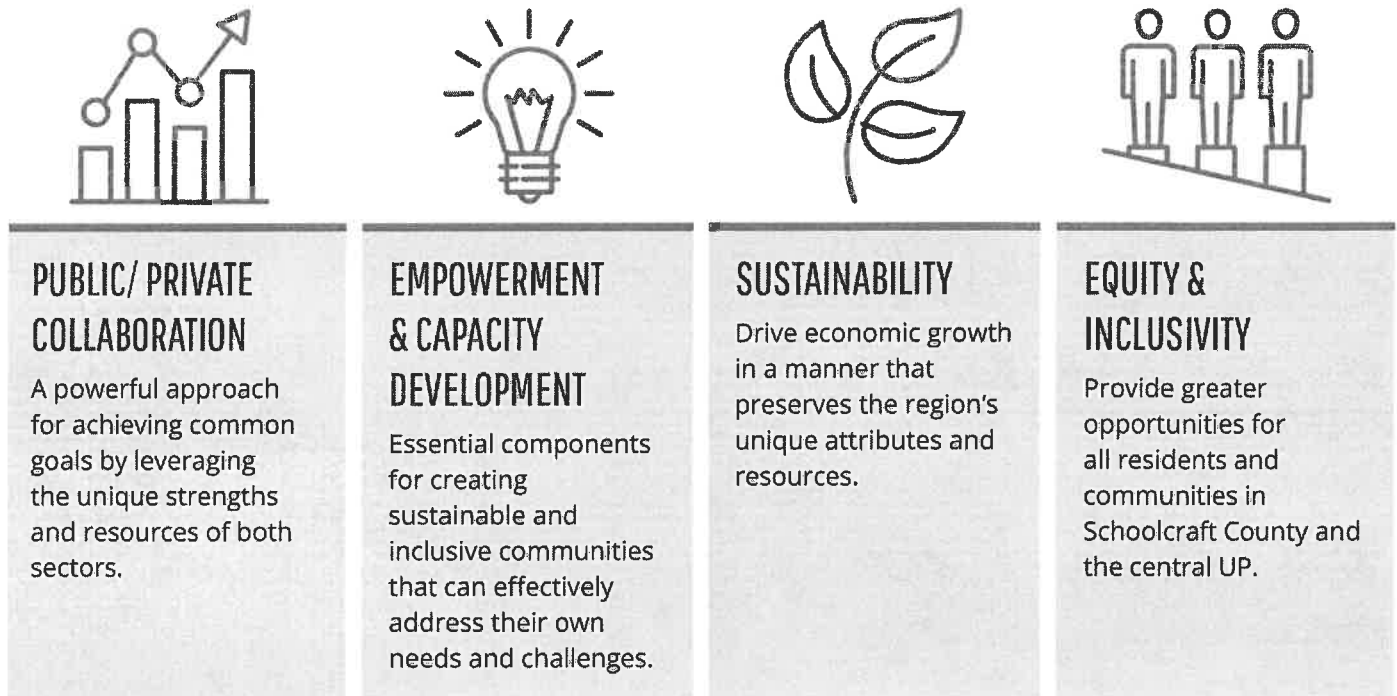 PUBLIC/ PRIVATE
COLLABORATION
A powerful approach
for achieving common
goals by leveraging
the unique strengths
and resources of both
sectors.
EMPOWERMENT
& CAPACITY
DEVELOPMENT
Essential components
for creating
sustainable and
inclusive communities
that can effectively
address their own
needs and challenges.
SUSTAINABILITY
Drive economic growth
in a manner that
preserves the region's
unique attributes and
resources.
EQUITY &
INCLUSIVITY
Provide greater
opportunities for
all residents and
communities in
Schoolcraft County and
the central UP.